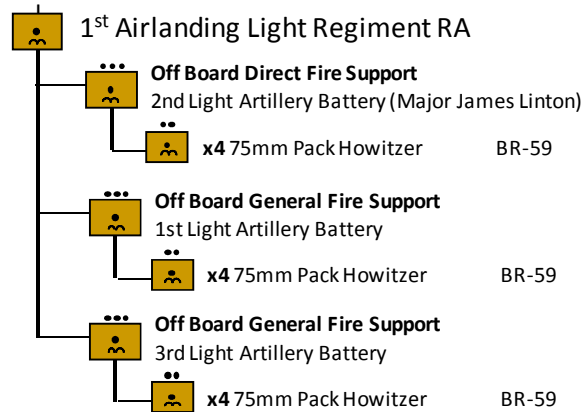 1st Airlanding Light Regiment RA
Off Board Direct Fire Support
2nd Light Artillery Battery (Major James Linton)
x4 75mm Pack Howitzer BR-59
Off Board General Fire Support
1st Light Artillery Battery
x4 75mm Pack Howitzer BR-59
Off Board General Fire Support
3rd Light Artillery Battery
x4 75mm Pack Howitzer BR-59